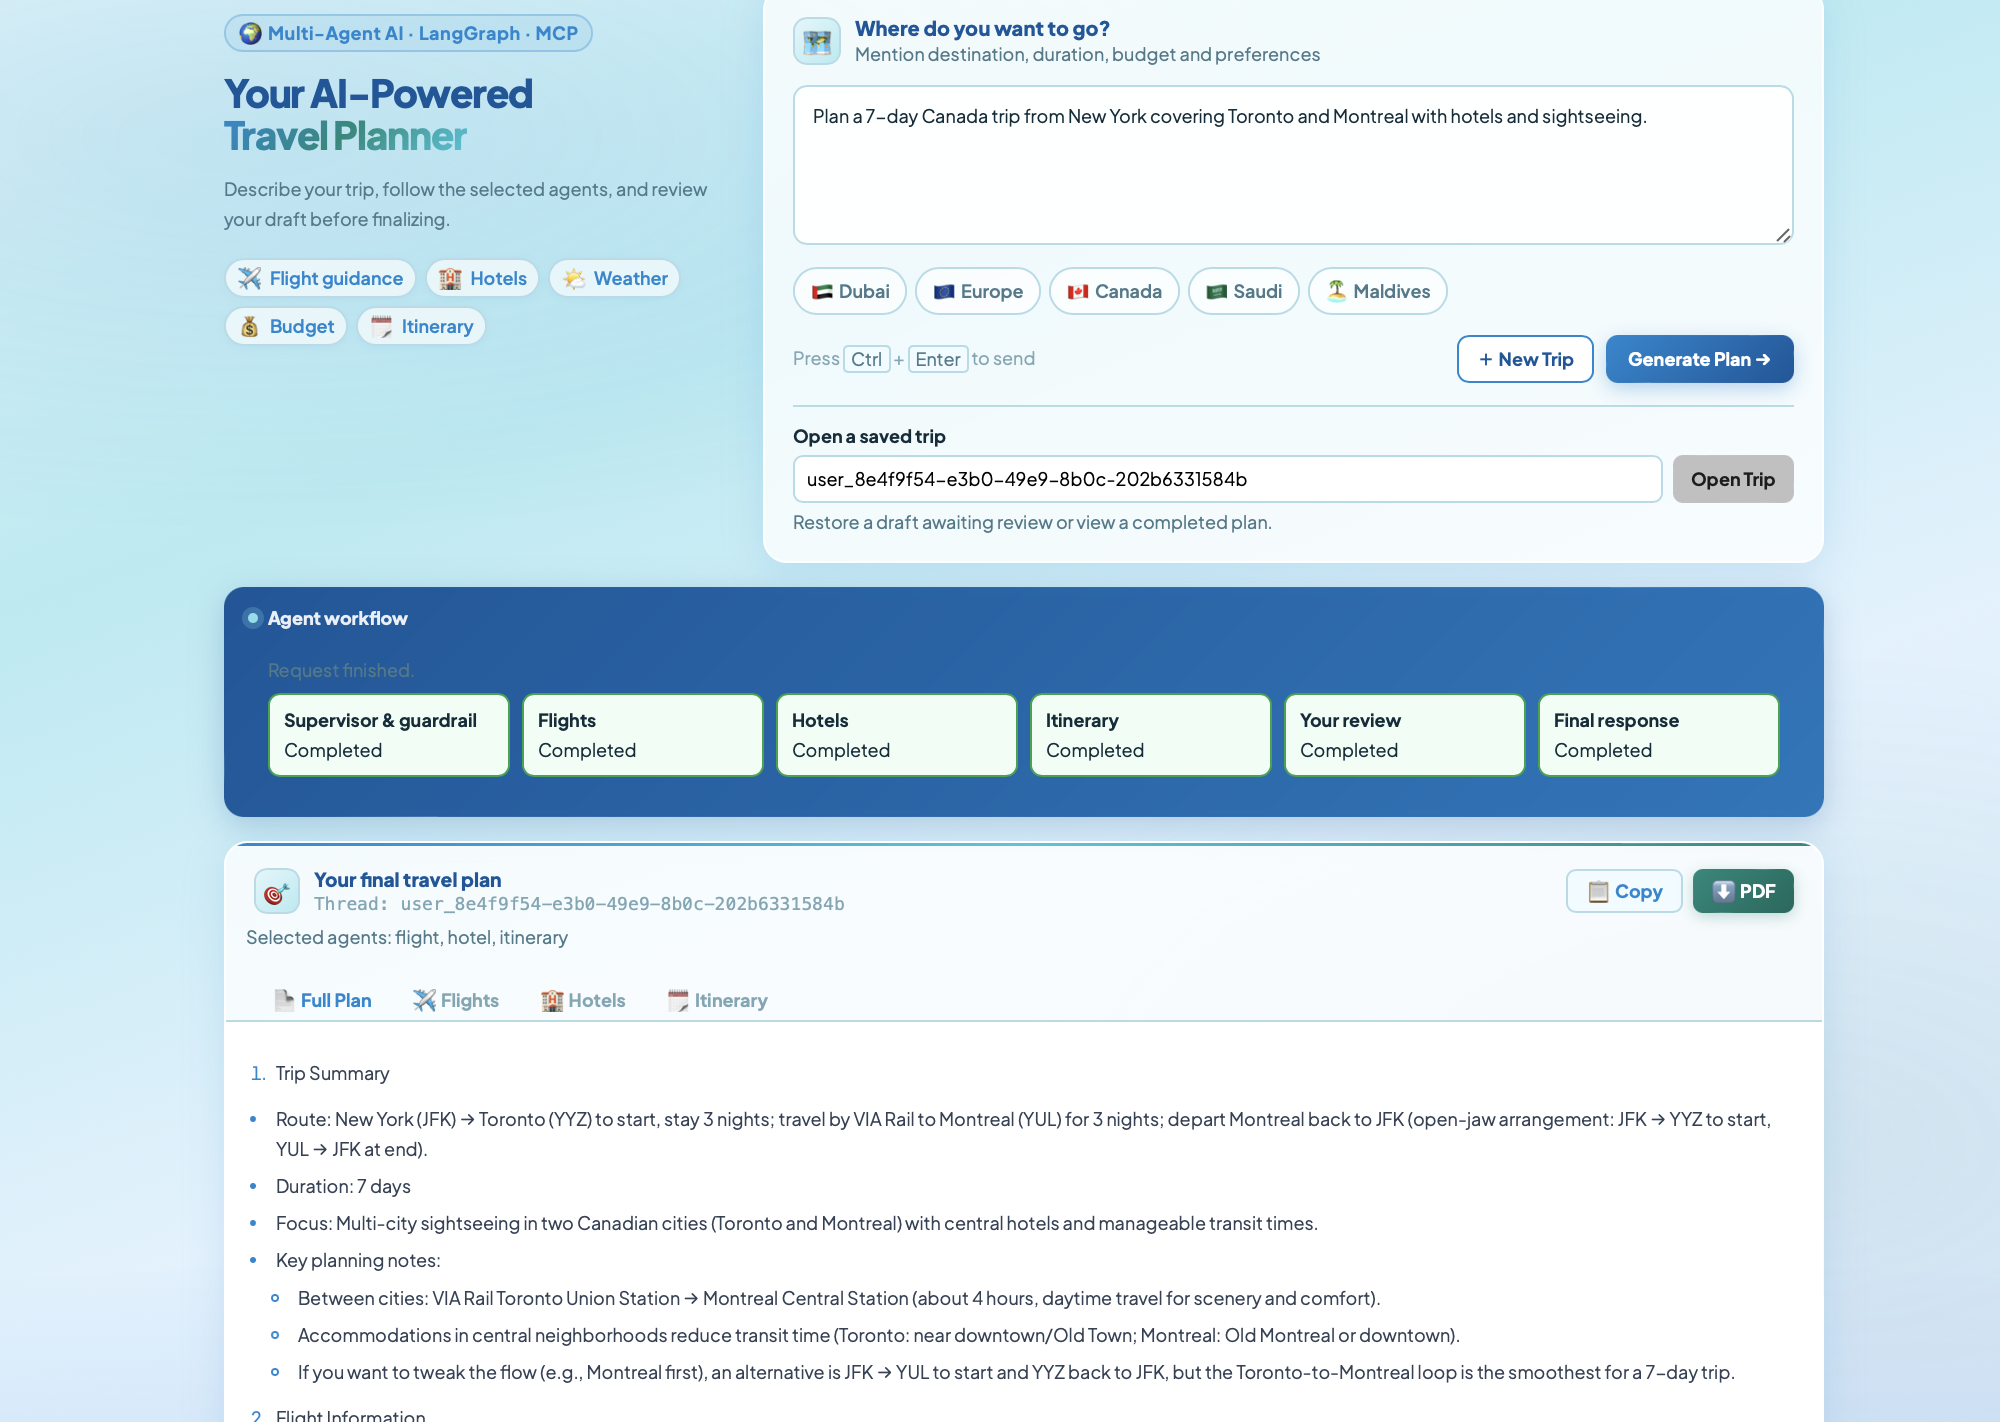 Multi-Agent AI · LangGraph · MCP
Your AI-Powered
Travel Planner
Describe your trip, follow the selected agents, and review
your draft before finalizing.
Flight guidance
Hotels
Weather
Budget
Itinerary
Where do you want to go?
Mention destination, duration, budget and preferences
Plan a 7-day Canada trip from New York covering Toronto and Montreal with hotels and sightseeing.
Dubai
Europe
Canada
Saudi
Maldives
Press Ctrl + Enter to send
+ New Trip
Generate Plan →
Open a saved trip
user_8e4f9f54-e3b0-49e9-8b0c-202b6331584b
Open Trip
Restore a draft awaiting review or view a completed plan.
Agent workflow
Request finished.
Supervisor & guardrail
Completed
Flights
Completed
Hotels
Completed
Itinerary
Completed
Your review
Completed
Final response
Completed
Your final travel plan
Thread: user_8e4f9f54-e3b0-49e9-8b0c-202b6331584b
Copy
PDF
Selected agents: flight, hotel, itinerary
Full Plan
Flights
Hotels
Itinerary
1. Trip Summary
• Route: New York (JFK) → Toronto (YYZ) to start, stay 3 nights; travel by VIA Rail to Montreal (YUL) for 3 nights; depart Montreal back to JFK (open-jaw arrangement: JFK → YYZ to start,
YUL → JFK at end).
• Duration: 7 days
• Focus: Multi-city sightseeing in two Canadian cities (Toronto and Montreal) with central hotels and manageable transit times.
• Key planning notes:
◦ Between cities: VIA Rail Toronto Union Station → Montreal Central Station (about 4 hours, daytime travel for scenery and comfort).
◦ Accommodations in central neighborhoods reduce transit time (Toronto: near downtown/Old Town; Montreal: Old Montreal or downtown).
◦ If you want to tweak the flow (e.g., Montreal first), an alternative is JFK → YUL to start and YYZ back to JFK, but the Toronto-to-Montreal loop is the smoothest for a 7-day trip.
2. Flight Information